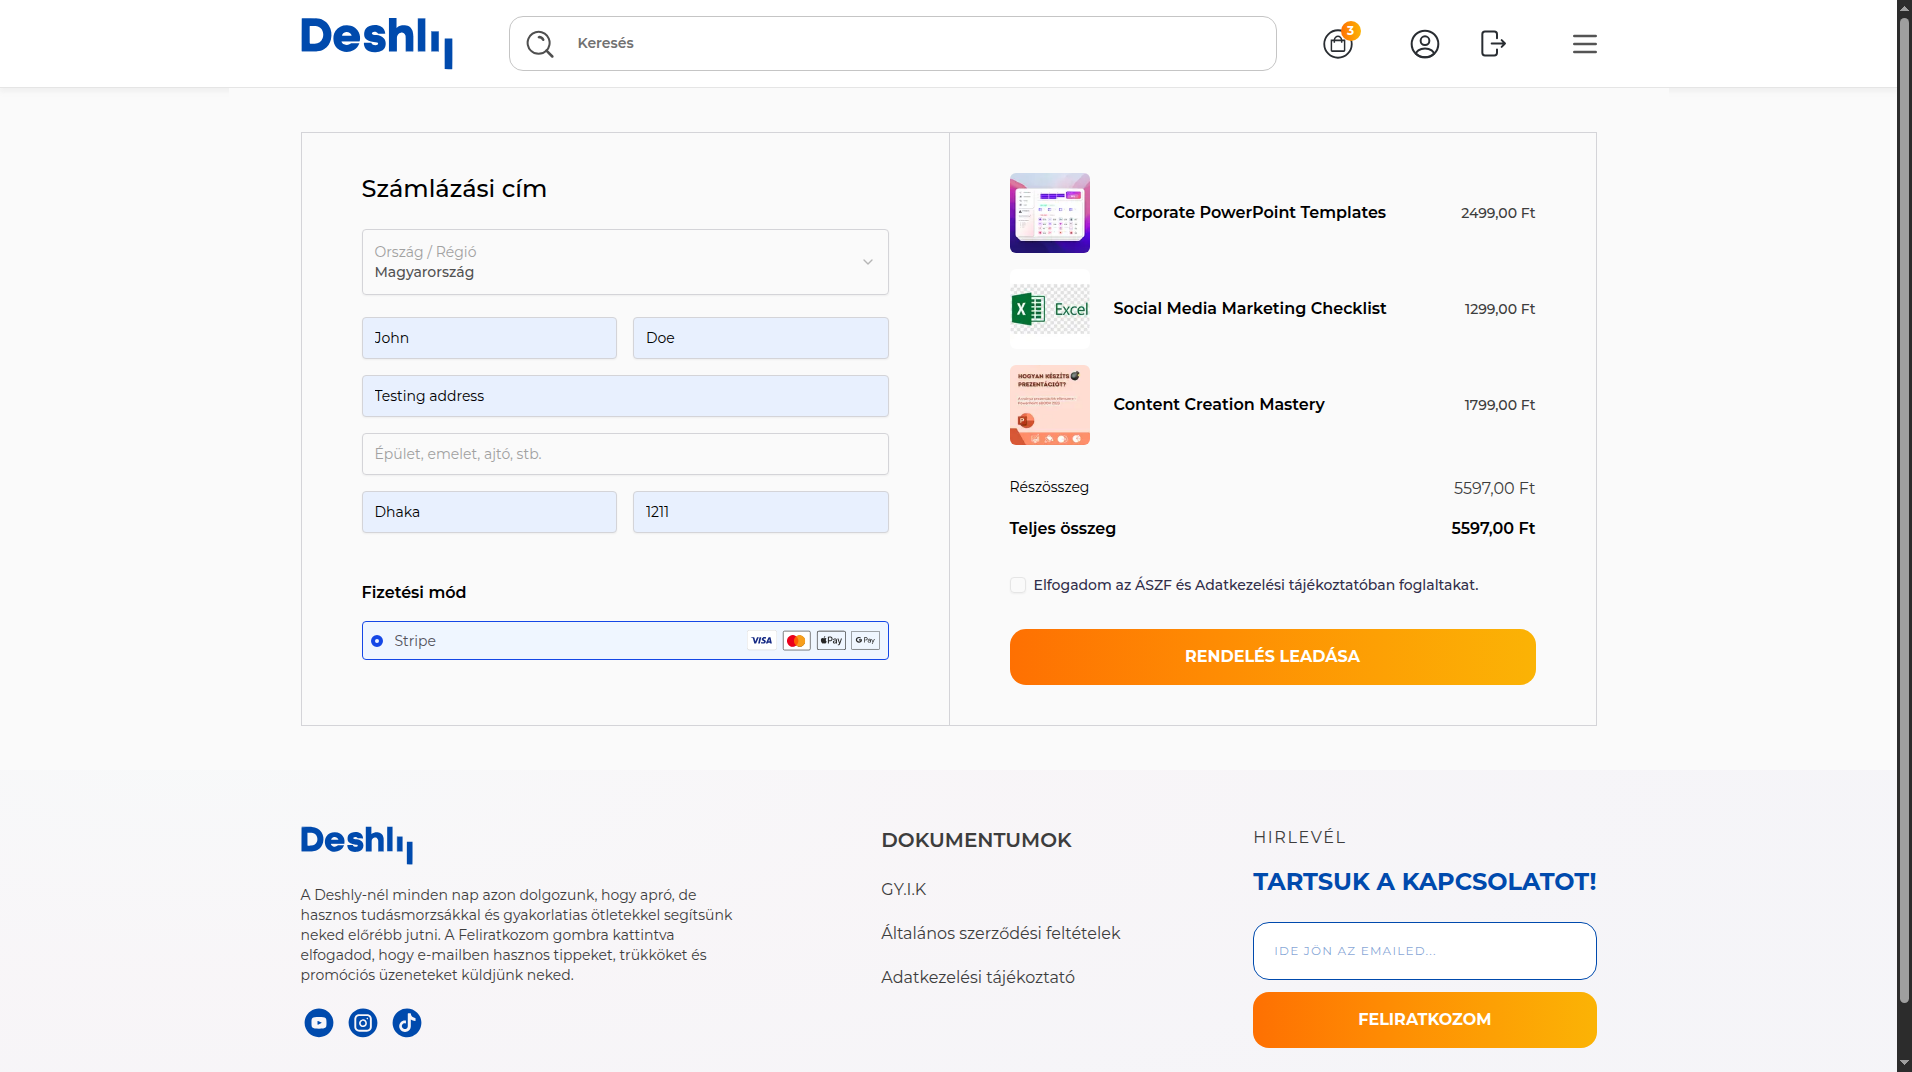 Deshly
Keresés
3
Számlázási cím
Ország / Régió
Magyarország
John
Doe
Testing address
Épület, emelet, ajtó, stb.
Dhaka
1211
Fizetési mód
Stripe
VISA
Pay
G Pay
Corporate PowerPoint Templates
2499,00 Ft
Excel
Social Media Marketing Checklist
1299,00 Ft
HOGYAN KÉSZÍTS
PREZENTÁCIÓT?
Content Creation Mastery
1799,00 Ft
Részösszeg
5597,00 Ft
Teljes összeg
5597,00 Ft
Elfogadom az ÁSZF és Adatkezelési tájékoztatóban foglaltakat.
RENDELÉS LEADÁSA
Deshly
A Deshly-nél minden nap azon dolgozunk, hogy apró, de
hasznos tudásmorzsákkal és gyakorlatias ötletekkel segítsünk
neked előrébb jutni. A Feliratkozom gombra kattintva
elfogadod, hogy e-mailben hasznos tippeket, trükköket és
promóciós üzeneteket küldjünk neked.
DOKUMENTUMOK
GY.I.K
Általános szerződési feltételek
Adatkezelési tájékoztató
HIRLEVÉL
TARTSUK A KAPCSOLATOT!
IDE JÖN AZ EMAILED...
FELIRATKOZOM